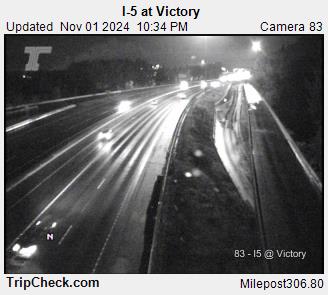 I-5 at Victory
Updated Nov 01 2024 10:34 PM Camera 83
T
N
83 - I5 @ Victory
TripCheck.com Milepost306.80